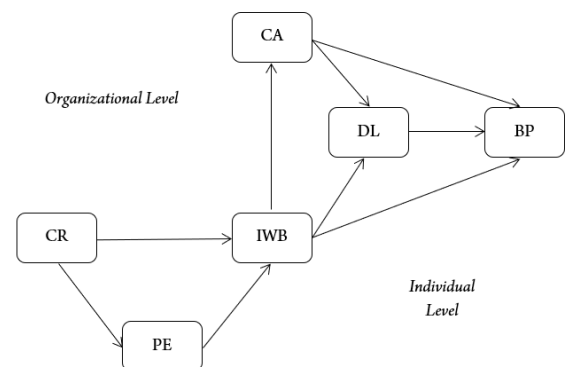 CA
Organizational Level
DL
BP
CR
IWB
Individual
Level
PE